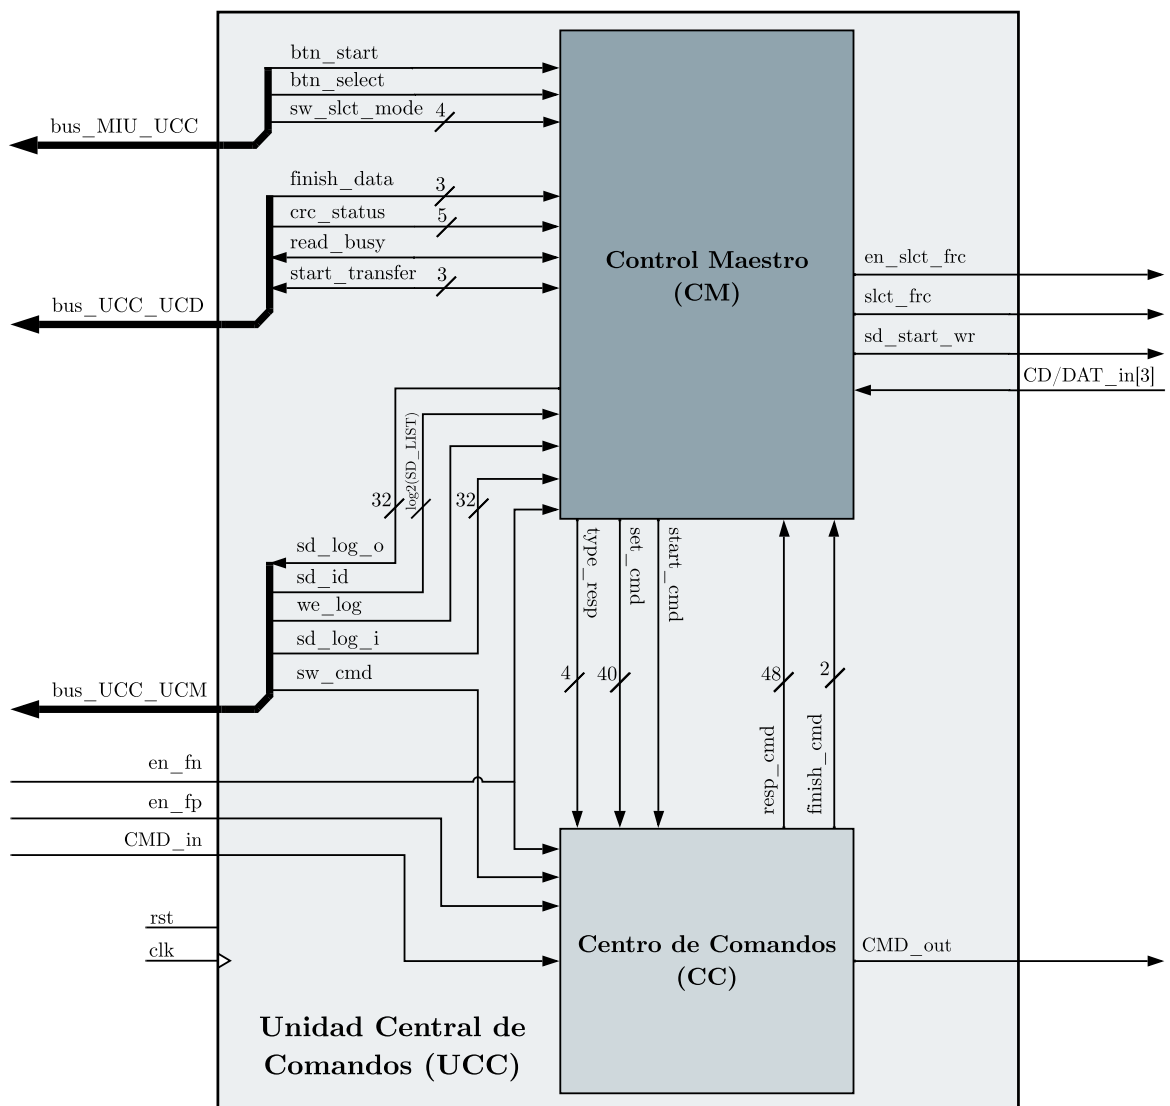 btn_start
btn_select
sw_slct_mode 4
bus_MIU_UCC
finish_data 3
crc_status 5
read_busy
start_transfer 3
bus_UCC_UCD
Control Maestro
(CM)
en_slct_frc
slct_frc
sd_start_wr
CD/DAT_in[3]
32
log2(SD_LIST)
32
sd_log_o
sd_id
we_log
sd_log_i
sw_cmd
bus_UCC_UCM
type_resp
set_cmd
start_cmd
4
40
48
2
resp_cmd
finish_cmd
en_fn
en_fp
CMD_in
rst
clk
Centro de Comandos
(CC)
CMD_out
Unidad Central de
Comandos (UCC)